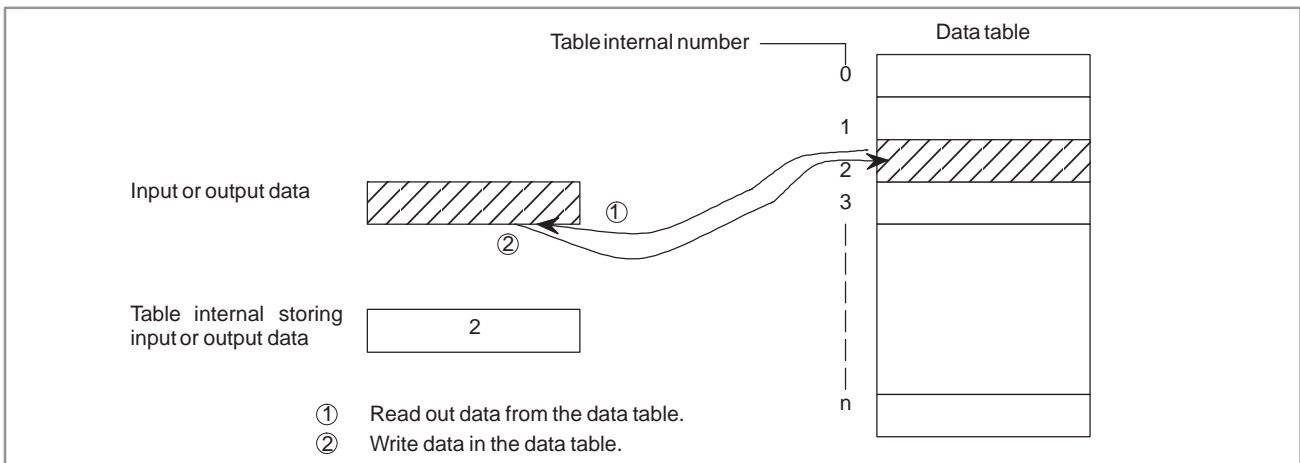 Table internal number
Data table
0
1
2
3
n
Input or output data
①
②
Table internal storing
input or output data
2
① Read out data from the data table.
② Write data in the data table.